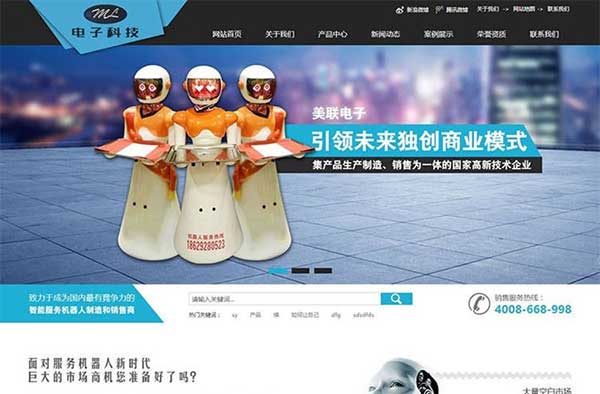 新浪微博 腾讯微博 关于我们 网站地图 联系我们
ML
电子科技
网站首页 关于我们 产品中心 新闻动态 案例展示 荣誉资质 联系我们
美联电子
引领未来独创商业模式
集产品生产制造、销售为一体的国家高新技术企业
机器人服务热线
18629280523
致力于成为国内最有竞争力的
智能服务机器人制造和销售商
请输入关键词...
热门关键词： sy 产品 横 如何让自己 dfg sdsdfds
销售服务热线：
4008-668-998
面对服务机器人新时代
巨大的市场商机您准备好了吗?
大量空白市场